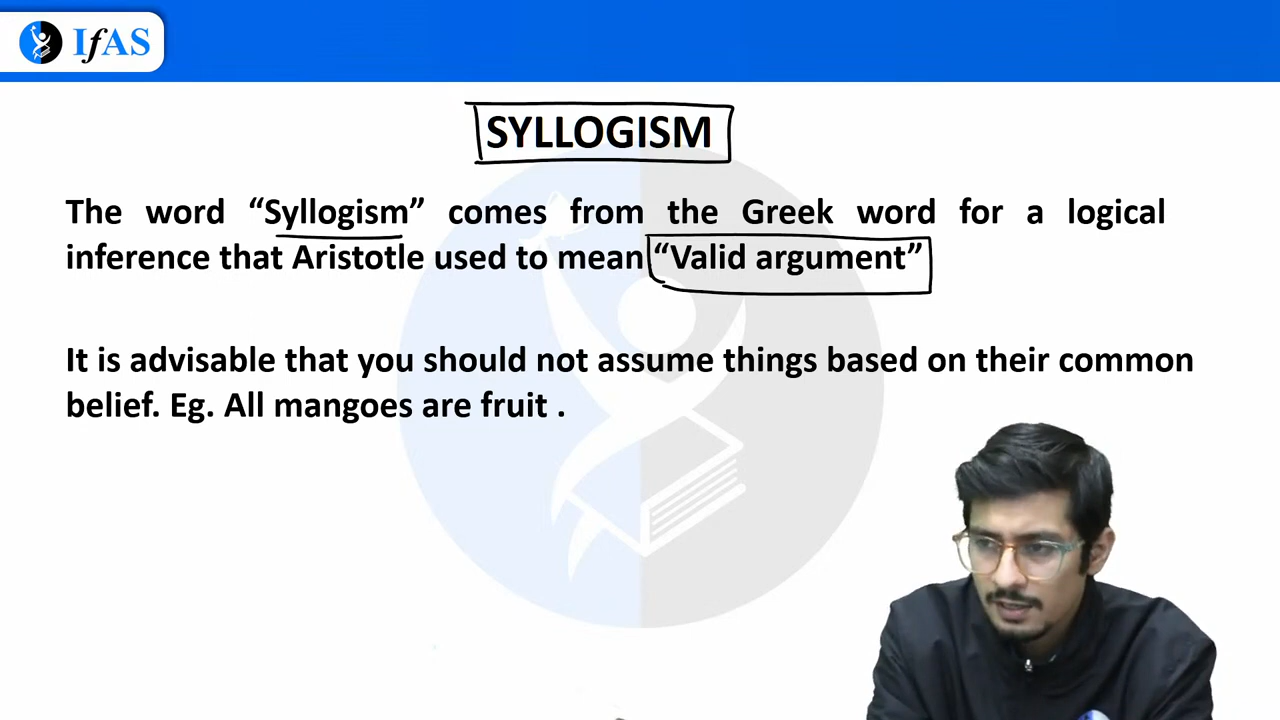 IfAS
SYLLOGISM
The word “Syllogism” comes from the Greek word for a logical
inference that Aristotle used to mean “Valid argument”
It is advisable that you should not assume things based on their common
belief. Eg. All mangoes are fruit .